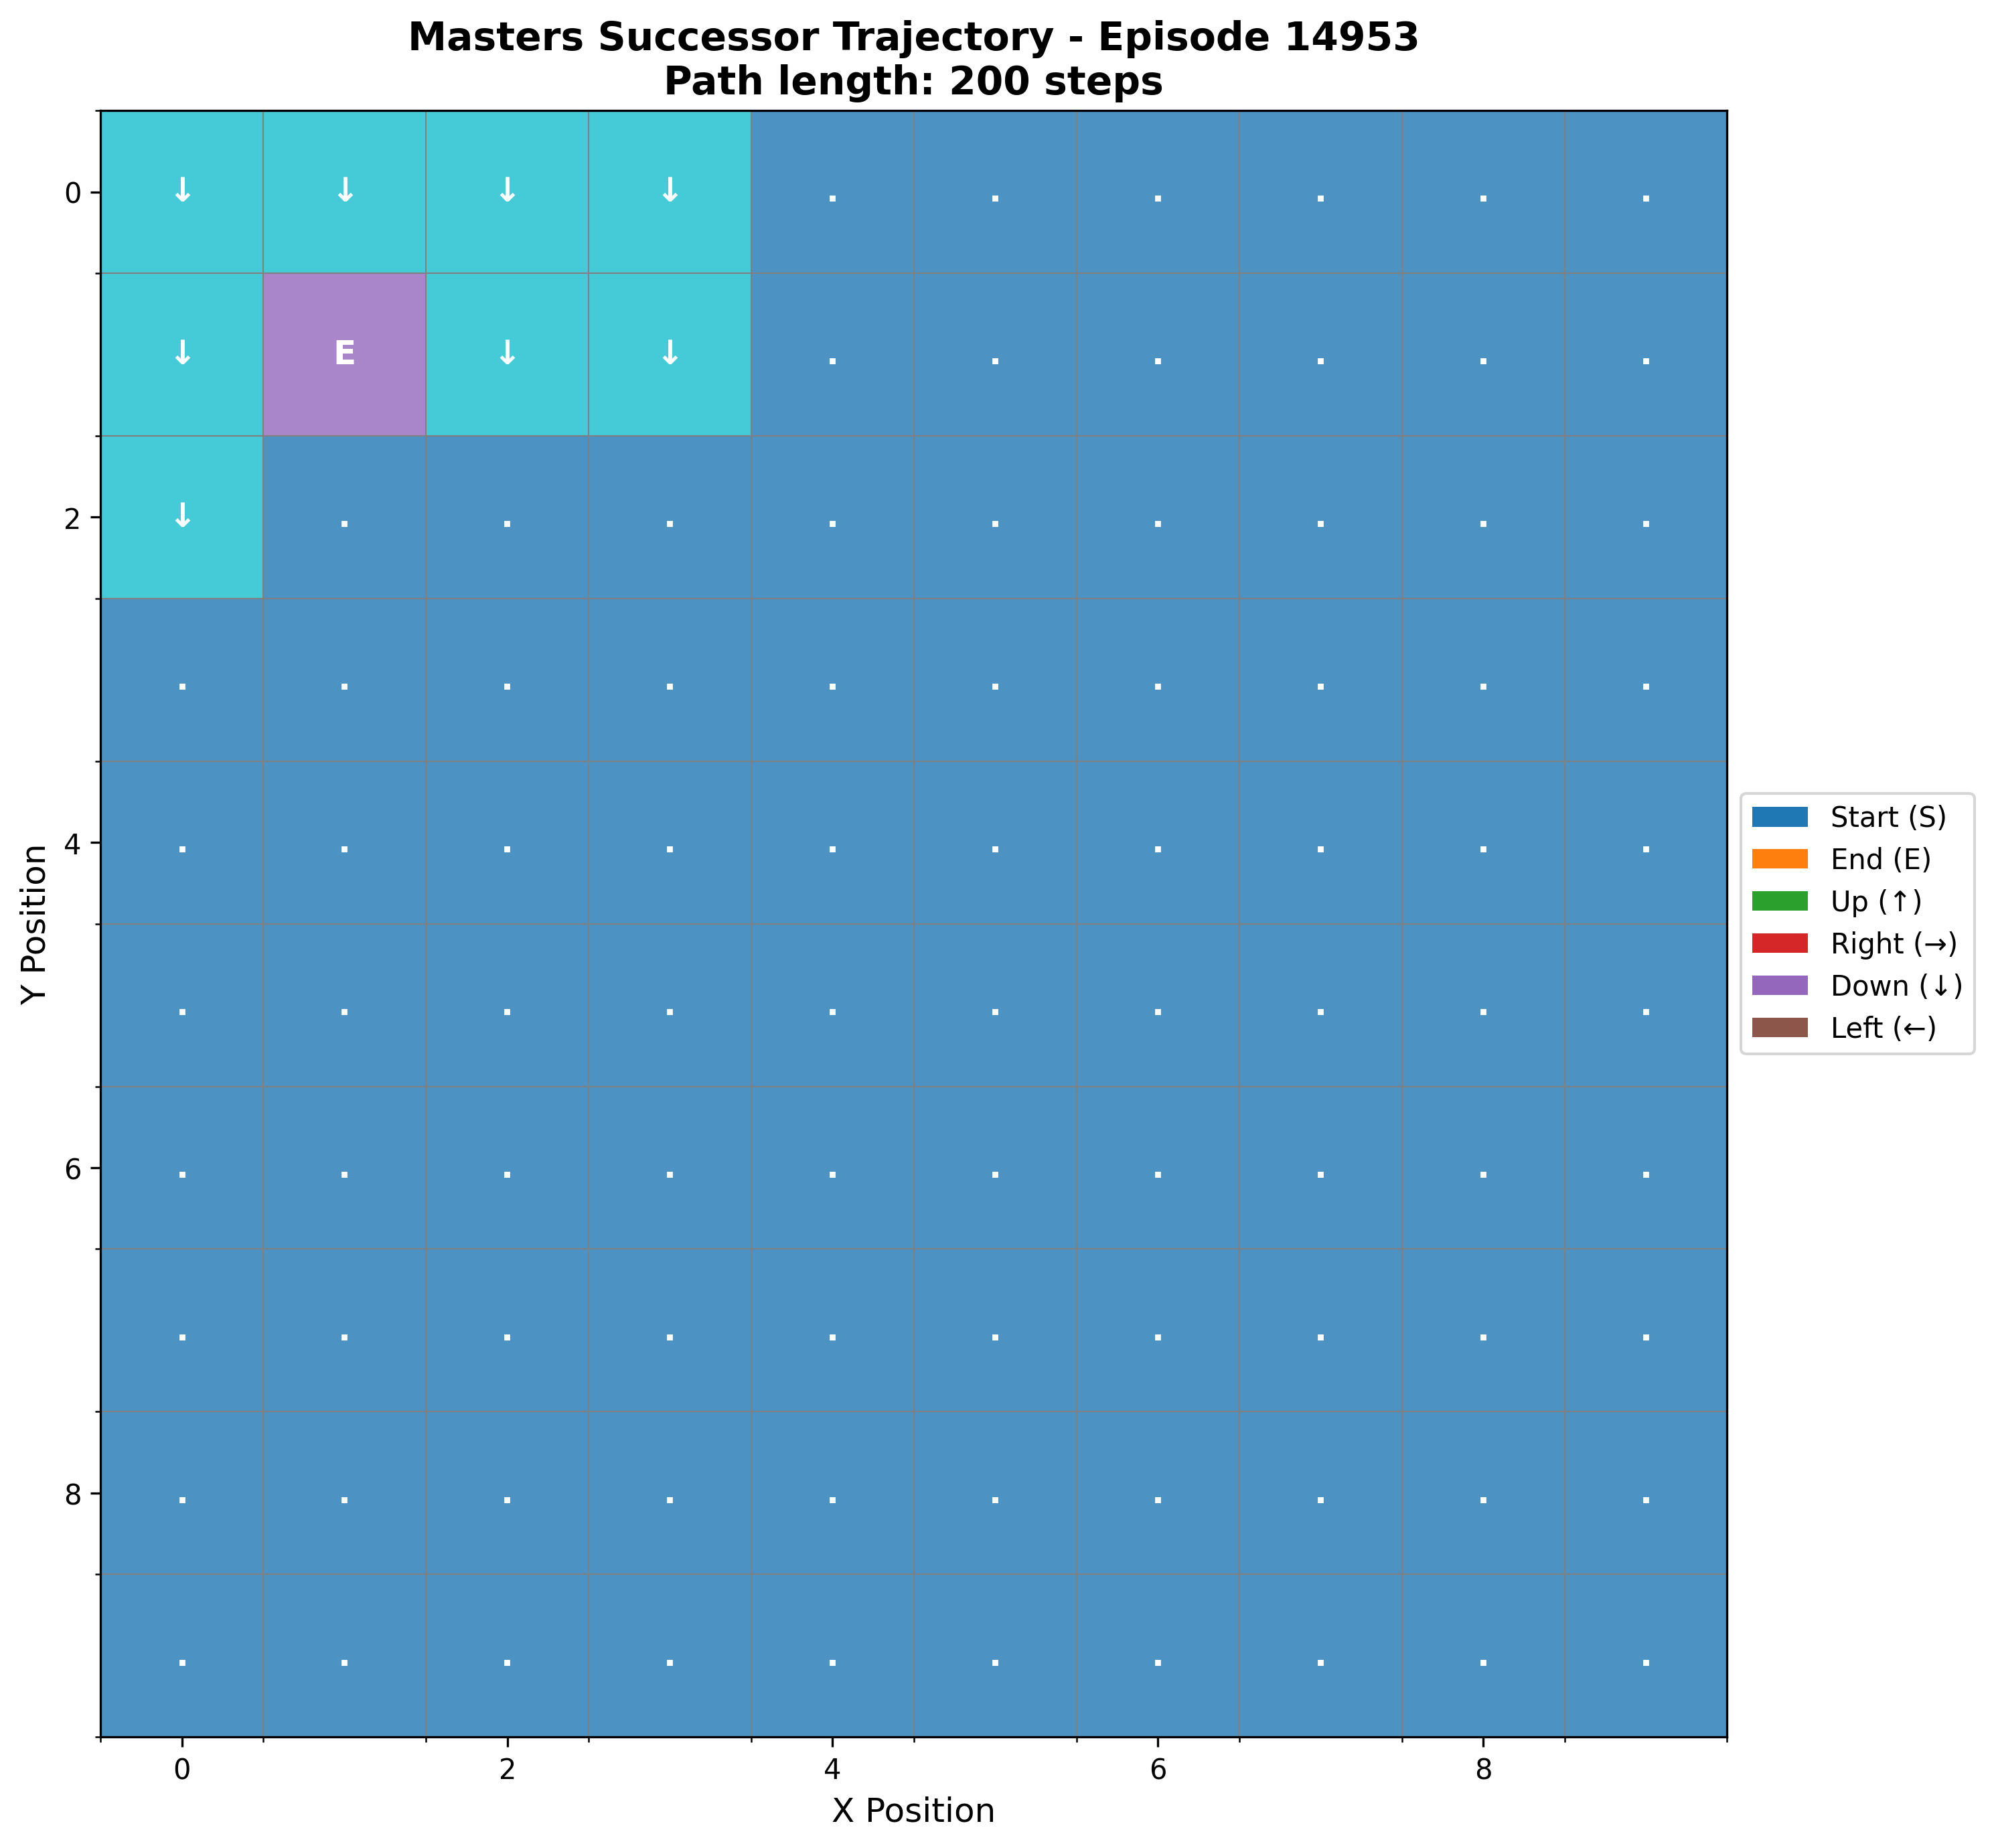 Masters Successor Trajectory - Episode 14953
Path length: 200 steps
0 ↓ ↓ ↓ ↓ . . . . . .
↓ E ↓ ↓ . . . . . .
2 ↓ . . . . . . . . .
. . . . . . . . . .
4 . . . . . . . . . .
. . . . . . . . . .
6 . . . . . . . . . .
. . . . . . . . . .
8 . . . . . . . . . .
. . . . . . . . . .
0 2 4 6 8
X Position
Y Position
Start (S)
End (E)
Up (↑)
Right (→)
Down (↓)
Left (←)